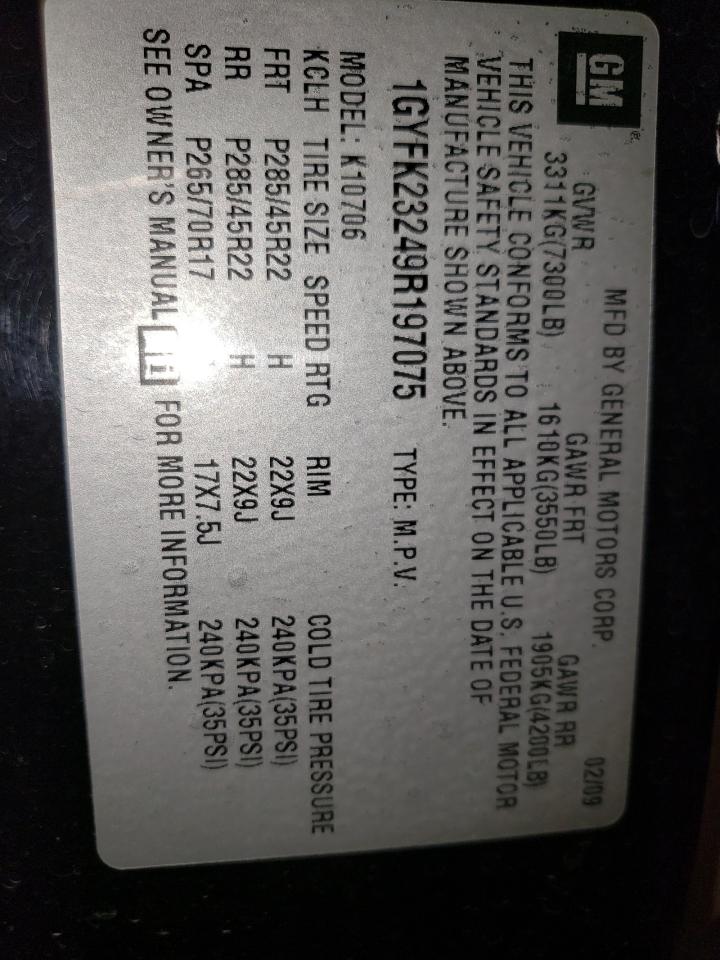 GM
MFD BY GENERAL MOTORS CORP. 02/09
GVWR GAWR FRT GAWR RR
3311KG(7300LB) 1610KG(3550LB) 1905KG(4200LB)
THIS VEHICLE CONFORMS TO ALL APPLICABLE U.S. FEDERAL MOTOR
VEHICLE SAFETY STANDARDS IN EFFECT ON THE DATE OF
MANUFACTURE SHOWN ABOVE.
1GYFK23249R197075 TYPE: M.P.V.
MODEL: K10706
KCLH TIRE SIZE SPEED RTG RIM COLD TIRE PRESSURE
FRT P285/45R22 H 22X9J 240KPA(35PSI)
RR P285/45R22 H 22X9J 240KPA(35PSI)
SPA P265/70R17 17X7.5J 240KPA(35PSI)
SEE OWNER'S MANUAL FOR MORE INFORMATION.